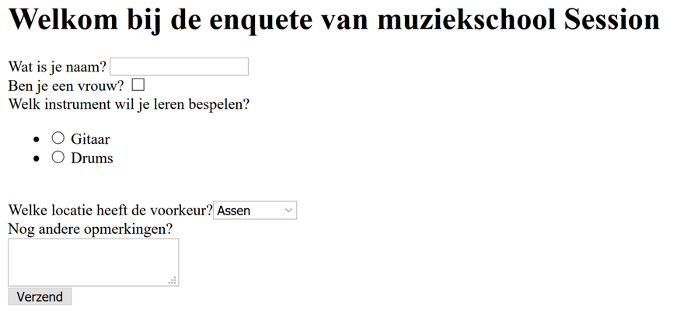 Welkom bij de enquete van muziekschool Session
Wat is je naam?
Ben je een vrouw?
Welk instrument wil je leren bespelen?
Gitaar
Drums
Welke locatie heeft de voorkeur? Assen
Nog andere opmerkingen?
Verzend